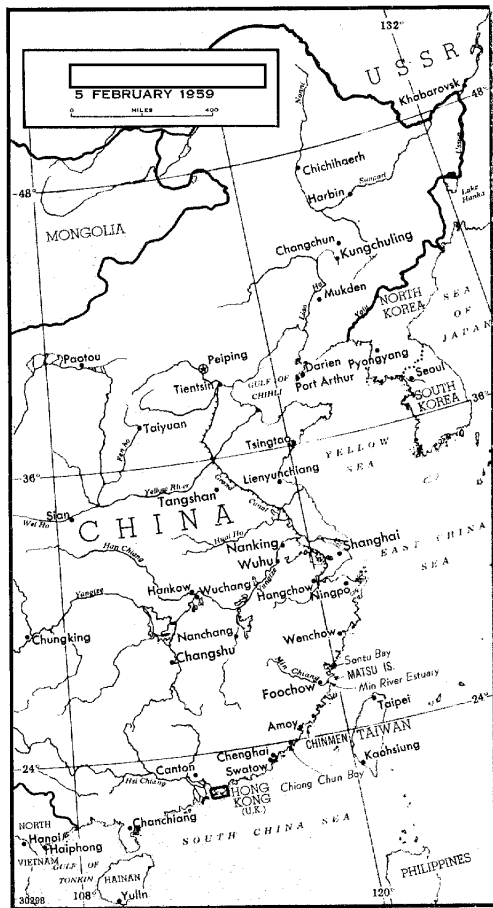 132°
USSR
5 FEBRUARY 1959
0 MILES 400
Khabarovsk
48°
Nunni
Ussuri
Chichihaerh
Sungari
Harbin
Lake
Hanka
48°
MONGOLIA
Changchun
Kungchuling
Liao Ho
Mukden
Yalu
NORTH
KOREA
SEA
OF
JAPAN
Paotou
Peiping
Darien
Pyongyang
Tientsin
GULF OF
CHIHLI
Port Arthur
Seoul
SOUTH
KOREA
36°
Taiyuan
Fen Ho
Tsingtao
YELLOW
SEA
36°
Lienyunchiang
Yellow River
Tangshan
Grand
Canal
Sian
Wei Ho
CHINA
Huai Ho
Han Chiang
Nanking
Shanghai
Wuhu
Yangtze
EAST CHINA
SEA
Hankow
Wuchang
Hangchow
Ningpo
Yangtze
Chungking
Nanchang
Wenchow
Changshu
Santu Bay
MATSU IS.
Min Chiang
Min River Estuary
Foochow
Taipei
24°
Amoy
CHINMEN
TAIWAN
Chenghai
Kaohsiung
24°
Canton
Swatow
Hsi Chiang
HONG
KONG
(U.K.)
Chiang Chun Bay
NORTH
Hanoi
Chanchiang
SOUTH CHINA SEA
Haiphong
VIETNAM
GULF OF
TONKIN
HAINAN
PHILIPPINES
30298
108°
Yulin
120°